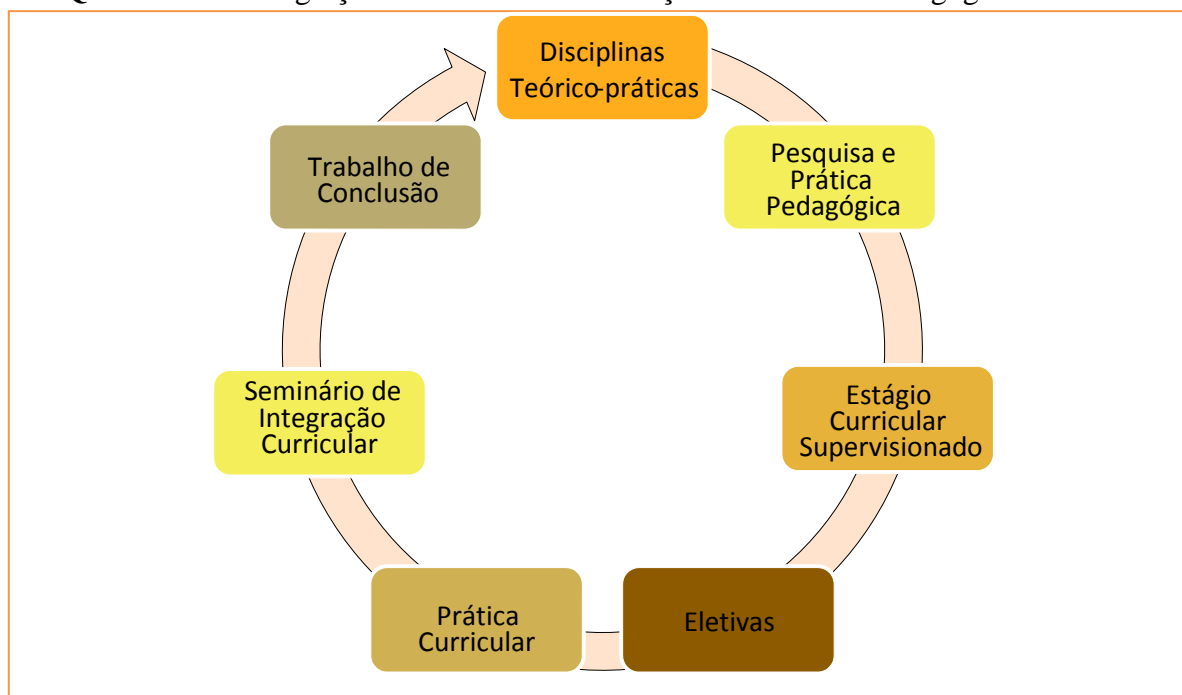 Disciplinas
Teórico-práticas
Pesquisa e
Prática
Pedagógica
Estágio
Curricular
Supervisionado
Eletivas
Prática
Curricular
Seminário de
Integração
Curricular
Trabalho de
Conclusão